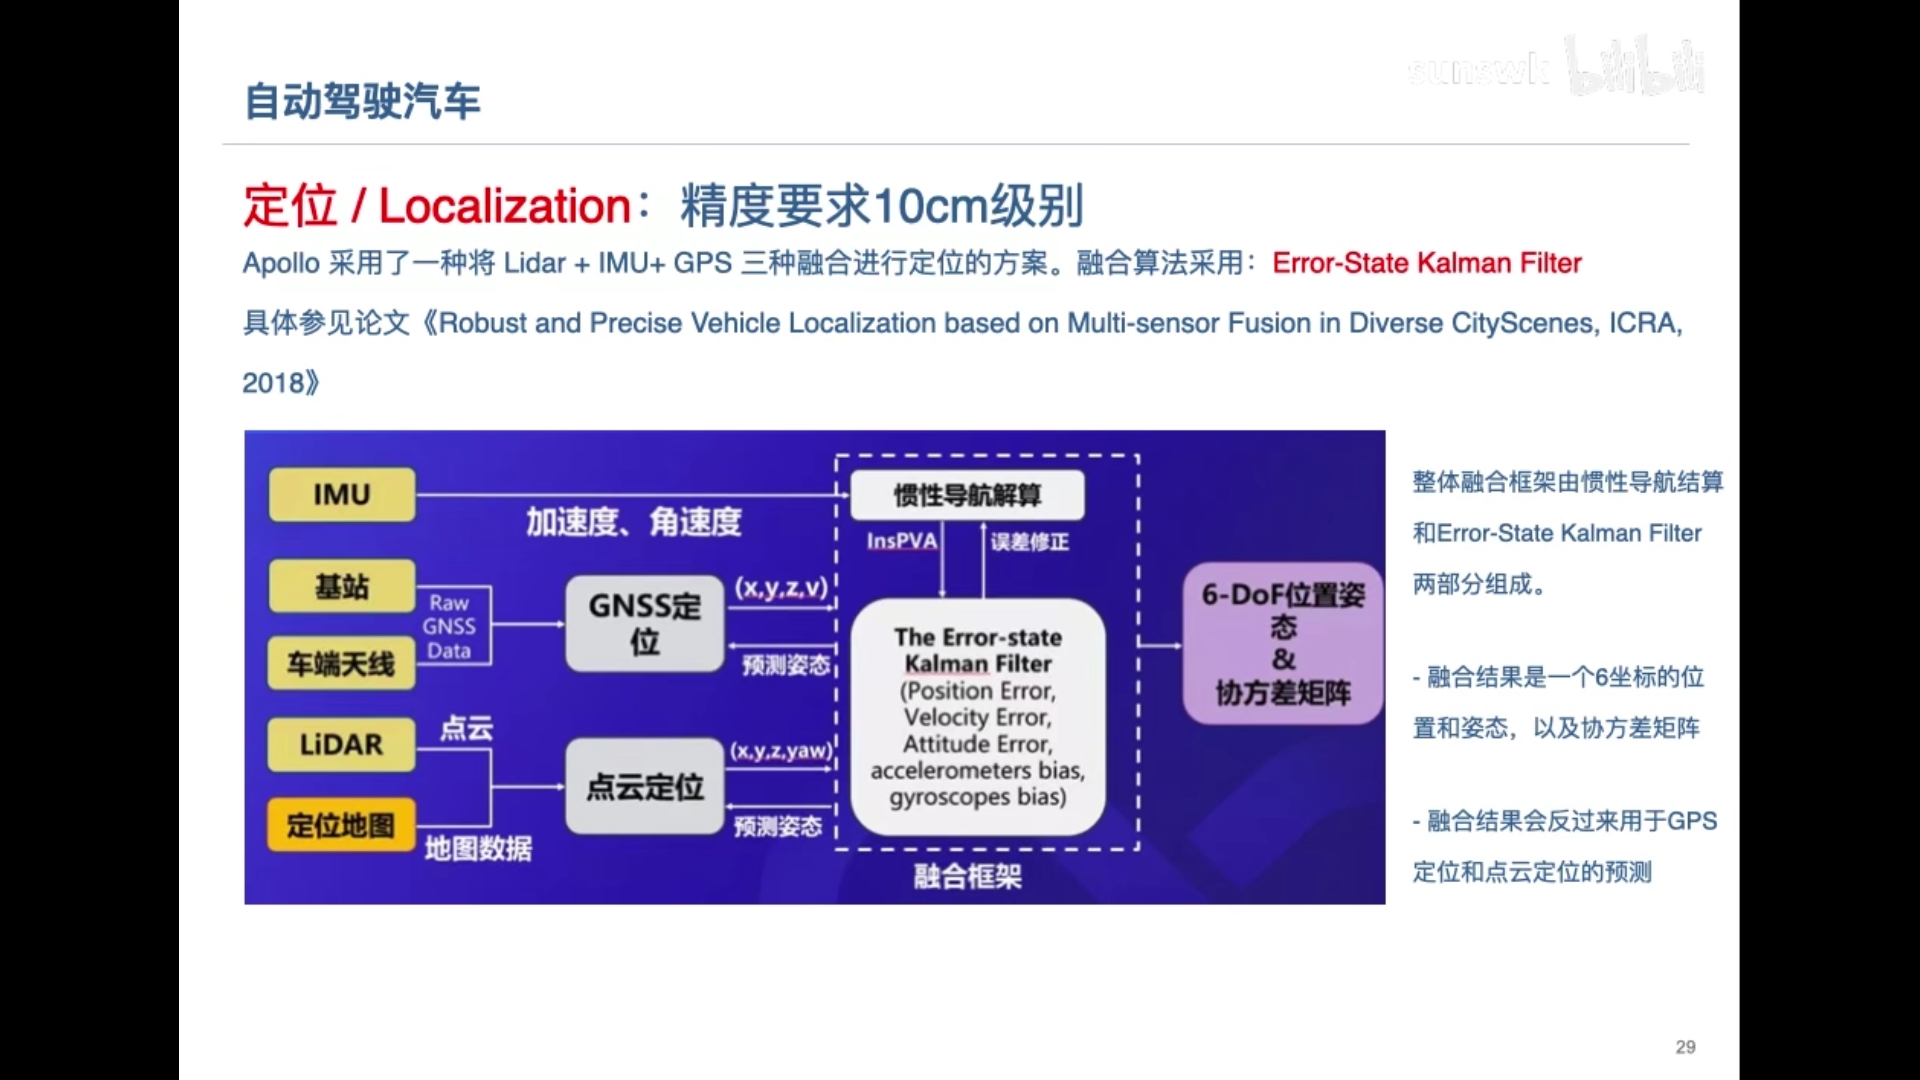 sunswk bilibili
自动驾驶汽车
定位 / Localization：精度要求10cm级别
Apollo 采用了一种将 Lidar + IMU+ GPS 三种融合进行定位的方案。融合算法采用：Error-State Kalman Filter
具体参见论文《Robust and Precise Vehicle Localization based on Multi-sensor Fusion in Diverse CityScenes, ICRA,
2018》
IMU
加速度、角速度
基站
车端天线
Raw
GNSS
Data
GNSS定
位
(x,y,z,v)
预测姿态
LiDAR
点云
定位地图
地图数据
点云定位
(x,y,z,yaw)
预测姿态
惯性导航解算
InsPVA
误差修正
The Error-state
Kalman Filter
(Position Error,
Velocity Error,
Attitude Error,
accelerometers bias,
gyroscopes bias)
融合框架
6-DoF位置姿
态
&
协方差矩阵
整体融合框架由惯性导航结算
和Error-State Kalman Filter
两部分组成。
- 融合结果是一个6坐标的位
置和姿态，以及协方差矩阵
- 融合结果会反过来用于GPS
定位和点云定位的预测
29